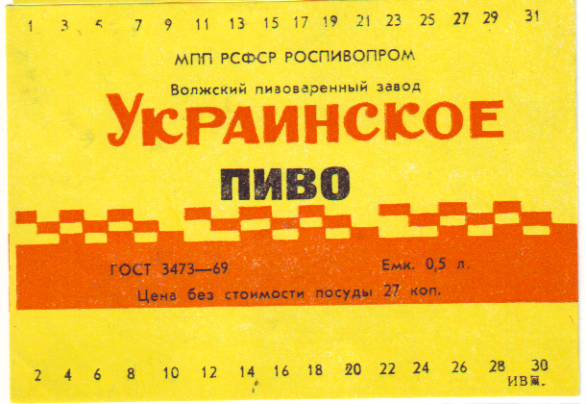 1 3 5 7 9 11 13 15 17 19 21 23 25 27 29 31
МПП РСФСР РОСПИВОПРОМ
Волжский пивоваренный завод
УКРАИНСКОЕ
ПИВО
ГОСТ 3473—69 Емк. 0,5 л.
Цена без стоимости посуды 27 коп.
2 4 6 8 10 12 14 16 18 20 22 24 26 28 30